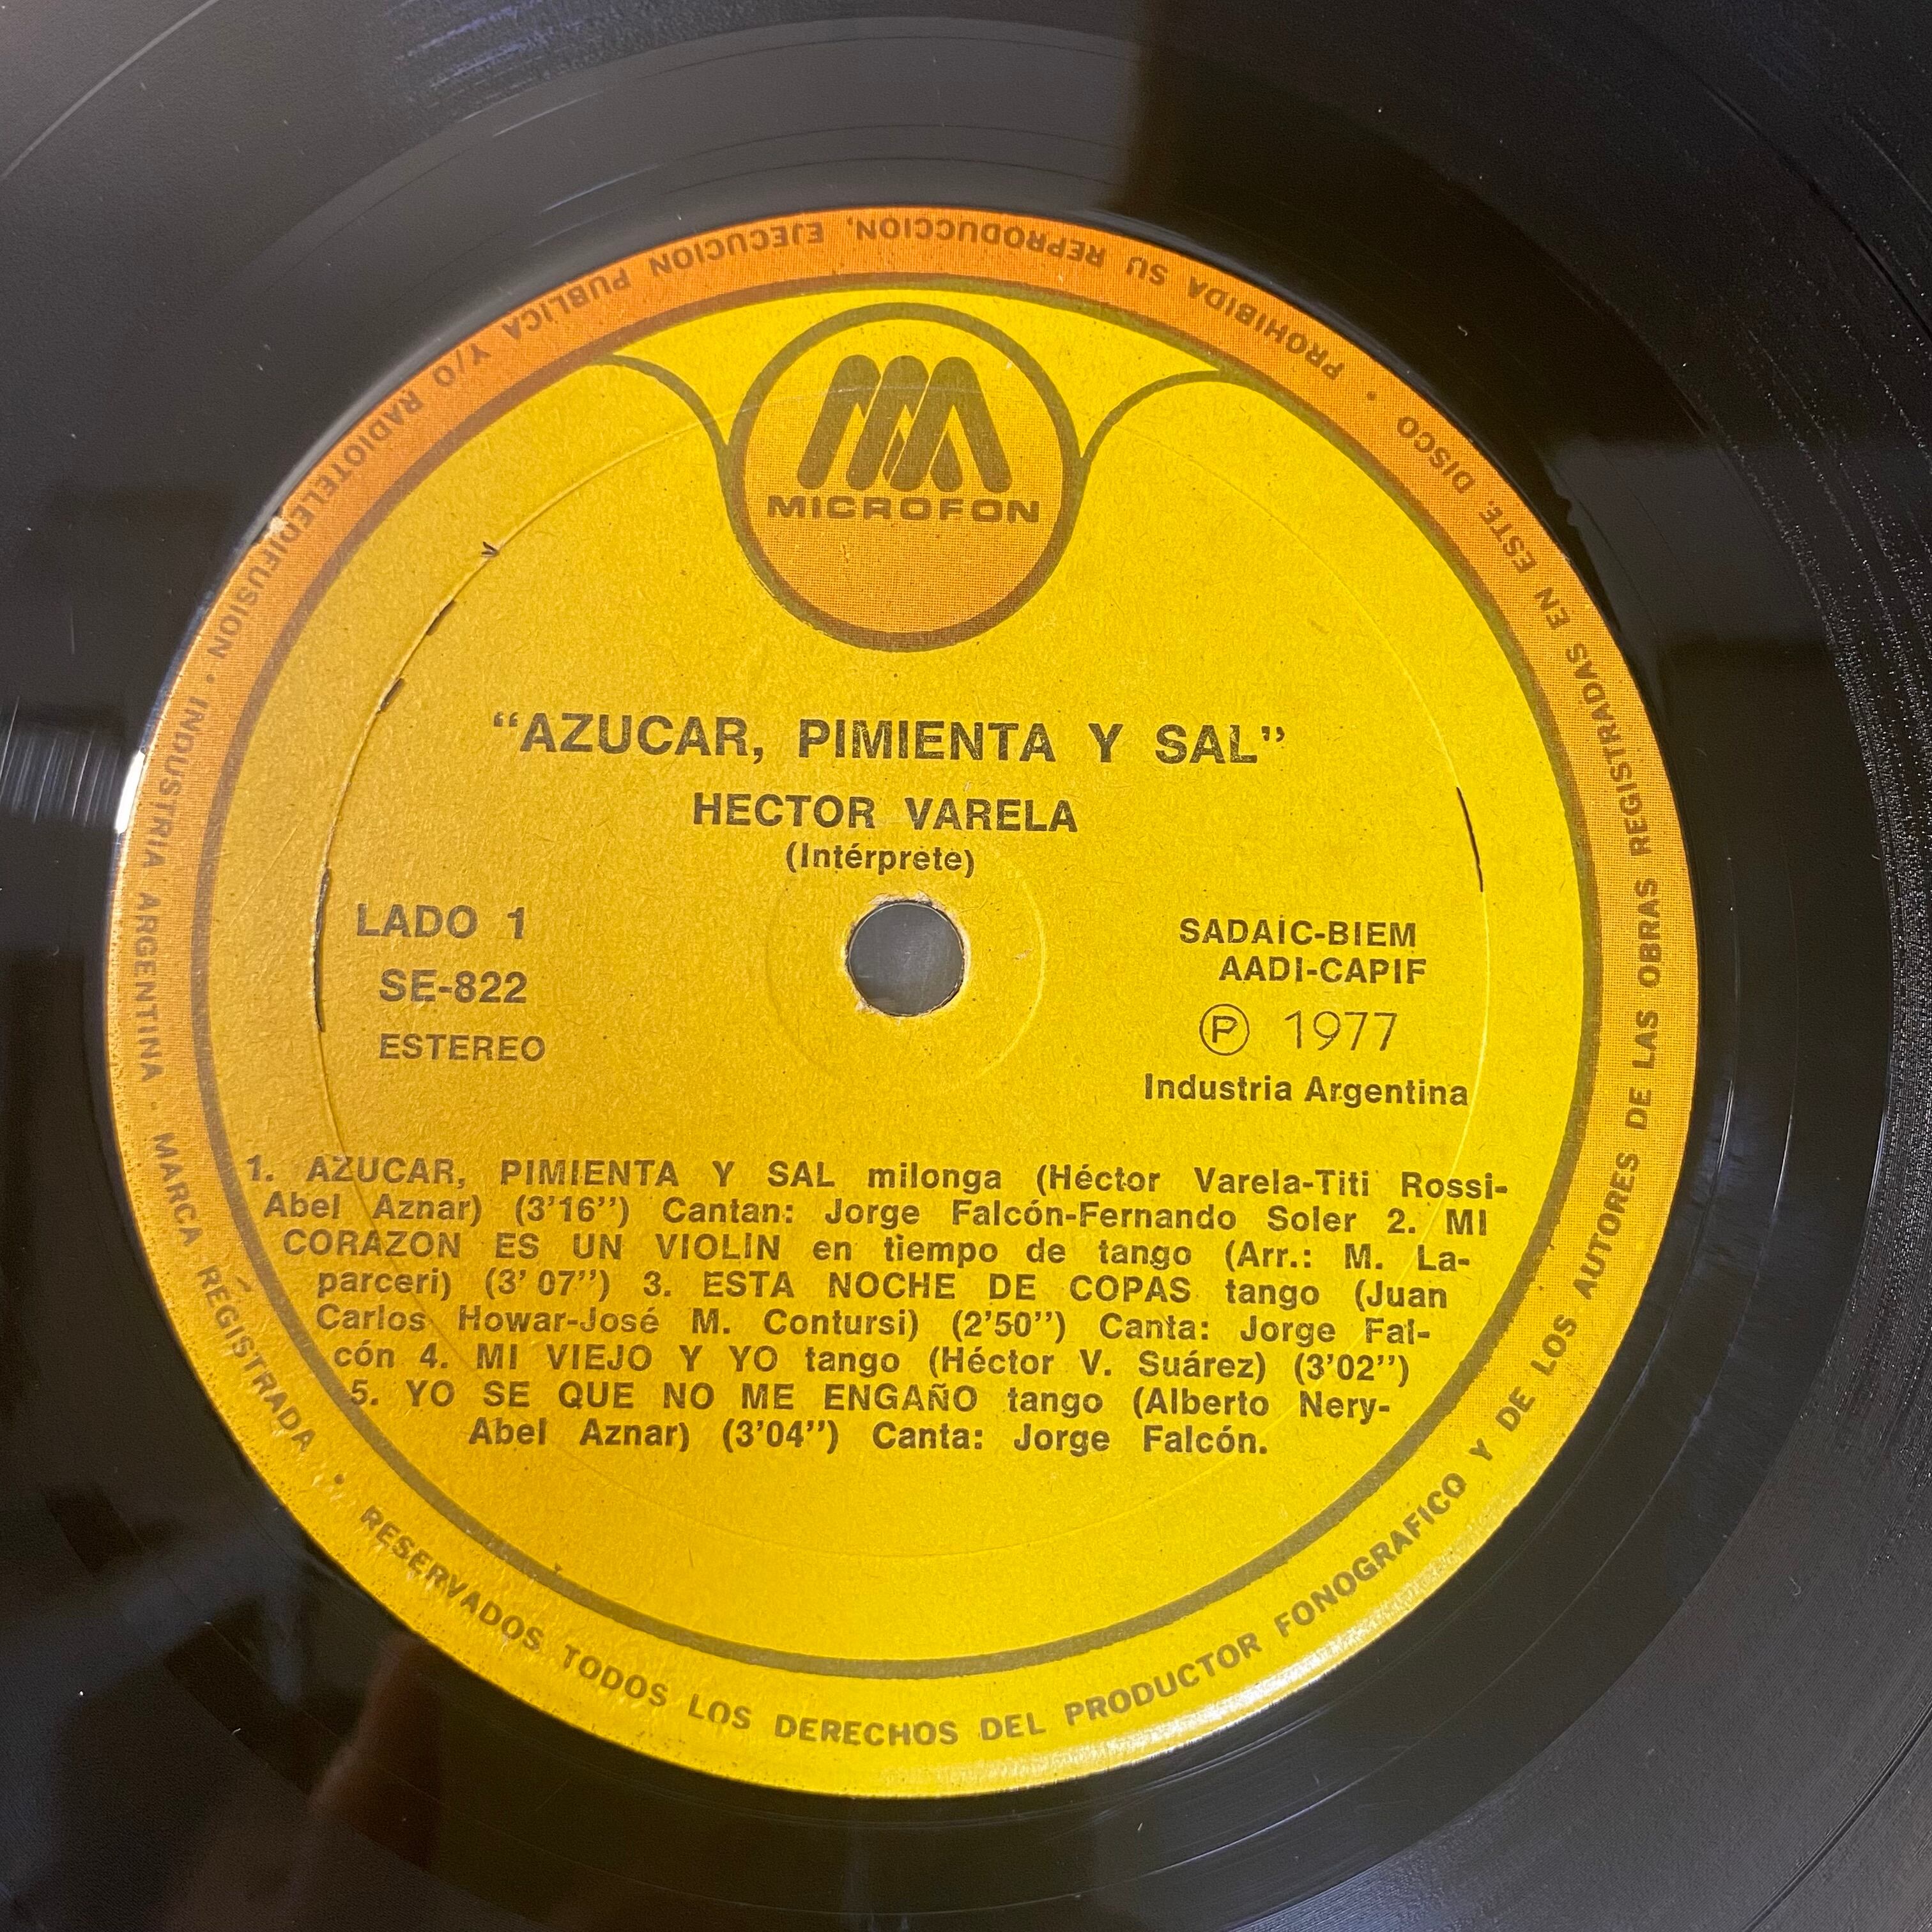 MICROFON
“AZUCAR, PIMIENTA Y SAL”
HECTOR VARELA
(Intérprete)
LADO 1
SE-822
ESTEREO
SADAIC-BIEM
AADI-CAPIF
Ⓟ 1977
Industria Argentina
1. AZUCAR, PIMIENTA Y SAL milonga (Héctor Varela-Titi Rossi-
Abel Aznar) (3’16”) Cantan: Jorge Falcón-Fernando Soler 2. MI
CORAZON ES UN VIOLIN en tiempo de tango (Arr.: M. La-
parceri) (3’ 07”) 3. ESTA NOCHE DE COPAS tango (Juan
Carlos Howar-José M. Contursi) (2’50”) Canta: Jorge Fal-
cón 4. MI VIEJO Y YO tango (Héctor V. Suárez) (3’02”)
5. YO SE QUE NO ME ENGAÑO tango (Alberto Nery-
Abel Aznar) (3’04”) Canta: Jorge Falcón.
INDUSTRIA ARGENTINA · MARCA REGISTRADA · RESERVADOS TODOS LOS DERECHOS DEL PRODUCTOR FONOGRAFICO Y DE LOS AUTORES DE LAS OBRAS REGISTRADAS EN ESTE DISCO · PROHIBIDA SU REPRODUCCION, EJECUCION PUBLICA Y/O RADIOTELEDIFUSION ·